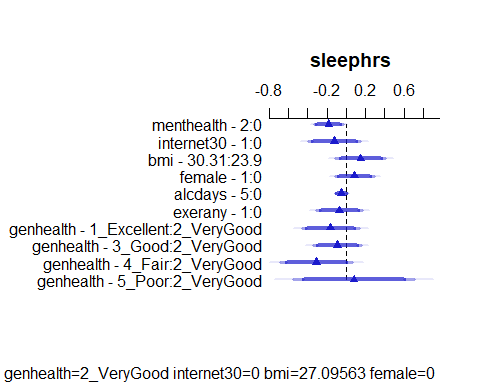 sleephrs
-0.8 -0.2 0.2 0.6
menthealth - 2:0
internet30 - 1:0
bmi - 30.31:23.9
female - 1:0
alcdays - 5:0
exerany - 1:0
genhealth - 1_Excellent:2_VeryGood
genhealth - 3_Good:2_VeryGood
genhealth - 4_Fair:2_VeryGood
genhealth - 5_Poor:2_VeryGood
genhealth=2_VeryGood internet30=0 bmi=27.09563 female=0